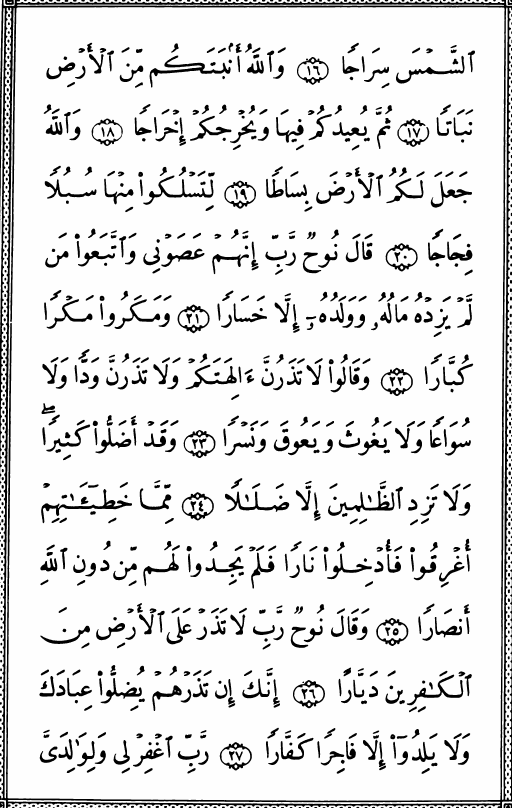 ٱلشَّمْسَ سِرَاجًا ١٦ وَٱللَّهُ أَنۢبَتَكُم مِّنَ ٱلْأَرْضِ
نَبَاتًا ١٧ ثُمَّ يُعِيدُكُمْ فِيهَا وَيُخْرِجُكُمْ إِخْرَاجًا ١٨ وَٱللَّهُ
جَعَلَ لَكُمُ ٱلْأَرْضَ بِسَاطًا ١٩ لِّتَسْلُكُوا۟ مِنْهَا سُبُلًا
فِجَاجًا ٢٠ قَالَ نُوحٌ رَّبِّ إِنَّهُمْ عَصَوْنِى وَٱتَّبَعُوا۟ مَن
لَّمْ يَزِدْهُ مَالُهُۥ وَوَلَدُهُۥٓ إِلَّا خَسَارًا ٢١ وَمَكَرُوا۟ مَكْرًا
كُبَّارًا ٢٢ وَقَالُوا۟ لَا تَذَرُنَّ ءَالِهَتَكُمْ وَلَا تَذَرُنَّ وَدًّا وَلَا
سُوَاعًا وَلَا يَغُوثَ وَيَعُوقَ وَنَسْرًا ٢٣ وَقَدْ أَضَلُّوا۟ كَثِيرًا ۖ
وَلَا تَزِدِ ٱلظَّـٰلِمِينَ إِلَّا ضَلَـٰلًا ٢٤ مِّمَّا خَطِيٓـَٔـٰتِهِمْ
أُغْرِقُوا۟ فَأُدْخِلُوا۟ نَارًا فَلَمْ يَجِدُوا۟ لَهُم مِّن دُونِ ٱللَّهِ
أَنصَارًا ٢٥ وَقَالَ نُوحٌ رَّبِّ لَا تَذَرْ عَلَى ٱلْأَرْضِ مِنَ
ٱلْكَـٰفِرِينَ دَيَّارًا ٢٦ إِنَّكَ إِن تَذَرْهُمْ يُضِلُّوا۟ عِبَادَكَ
وَلَا يَلِدُوٓا۟ إِلَّا فَاجِرًا كَفَّارًا ٢٧ رَّبِّ ٱغْفِرْ لِى وَلِوَٰلِدَىَّ